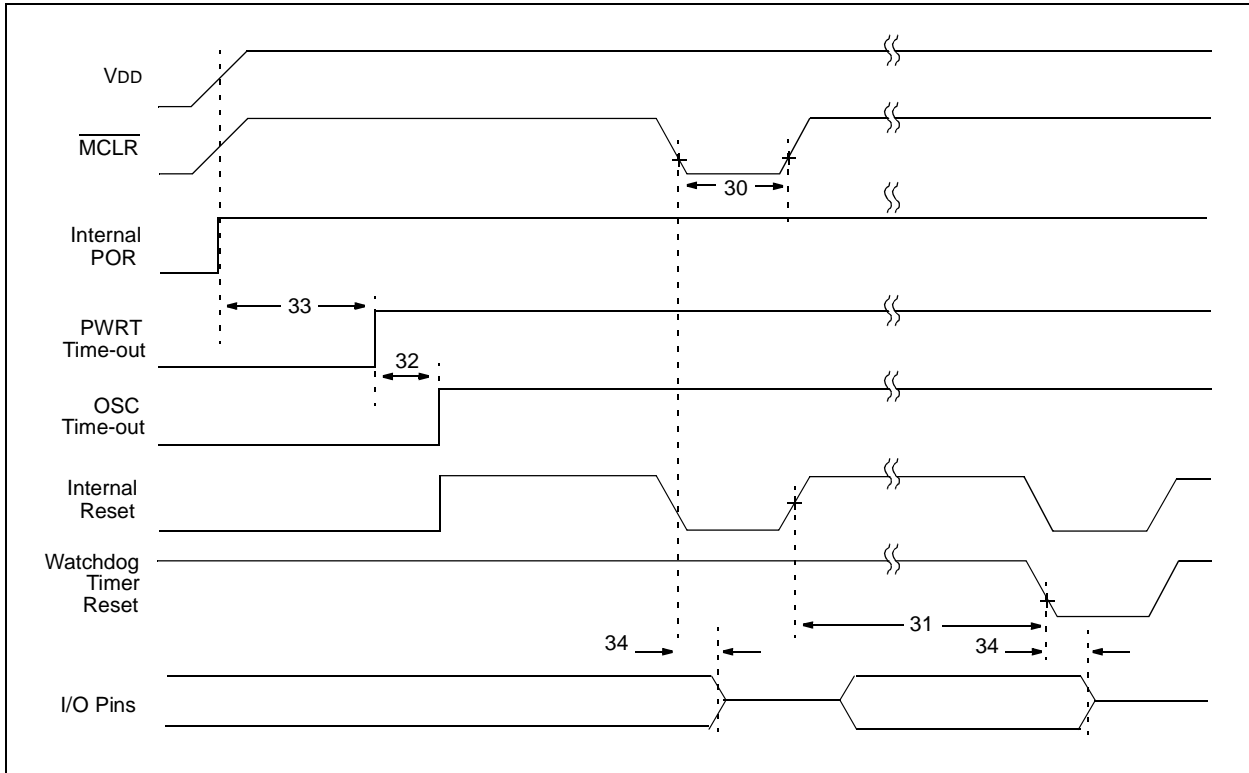 VDD
MCLR
30
Internal
POR
33
PWRT
Time-out
32
OSC
Time-out
Internal
Reset
Watchdog
Timer
Reset
31
34
34
I/O Pins